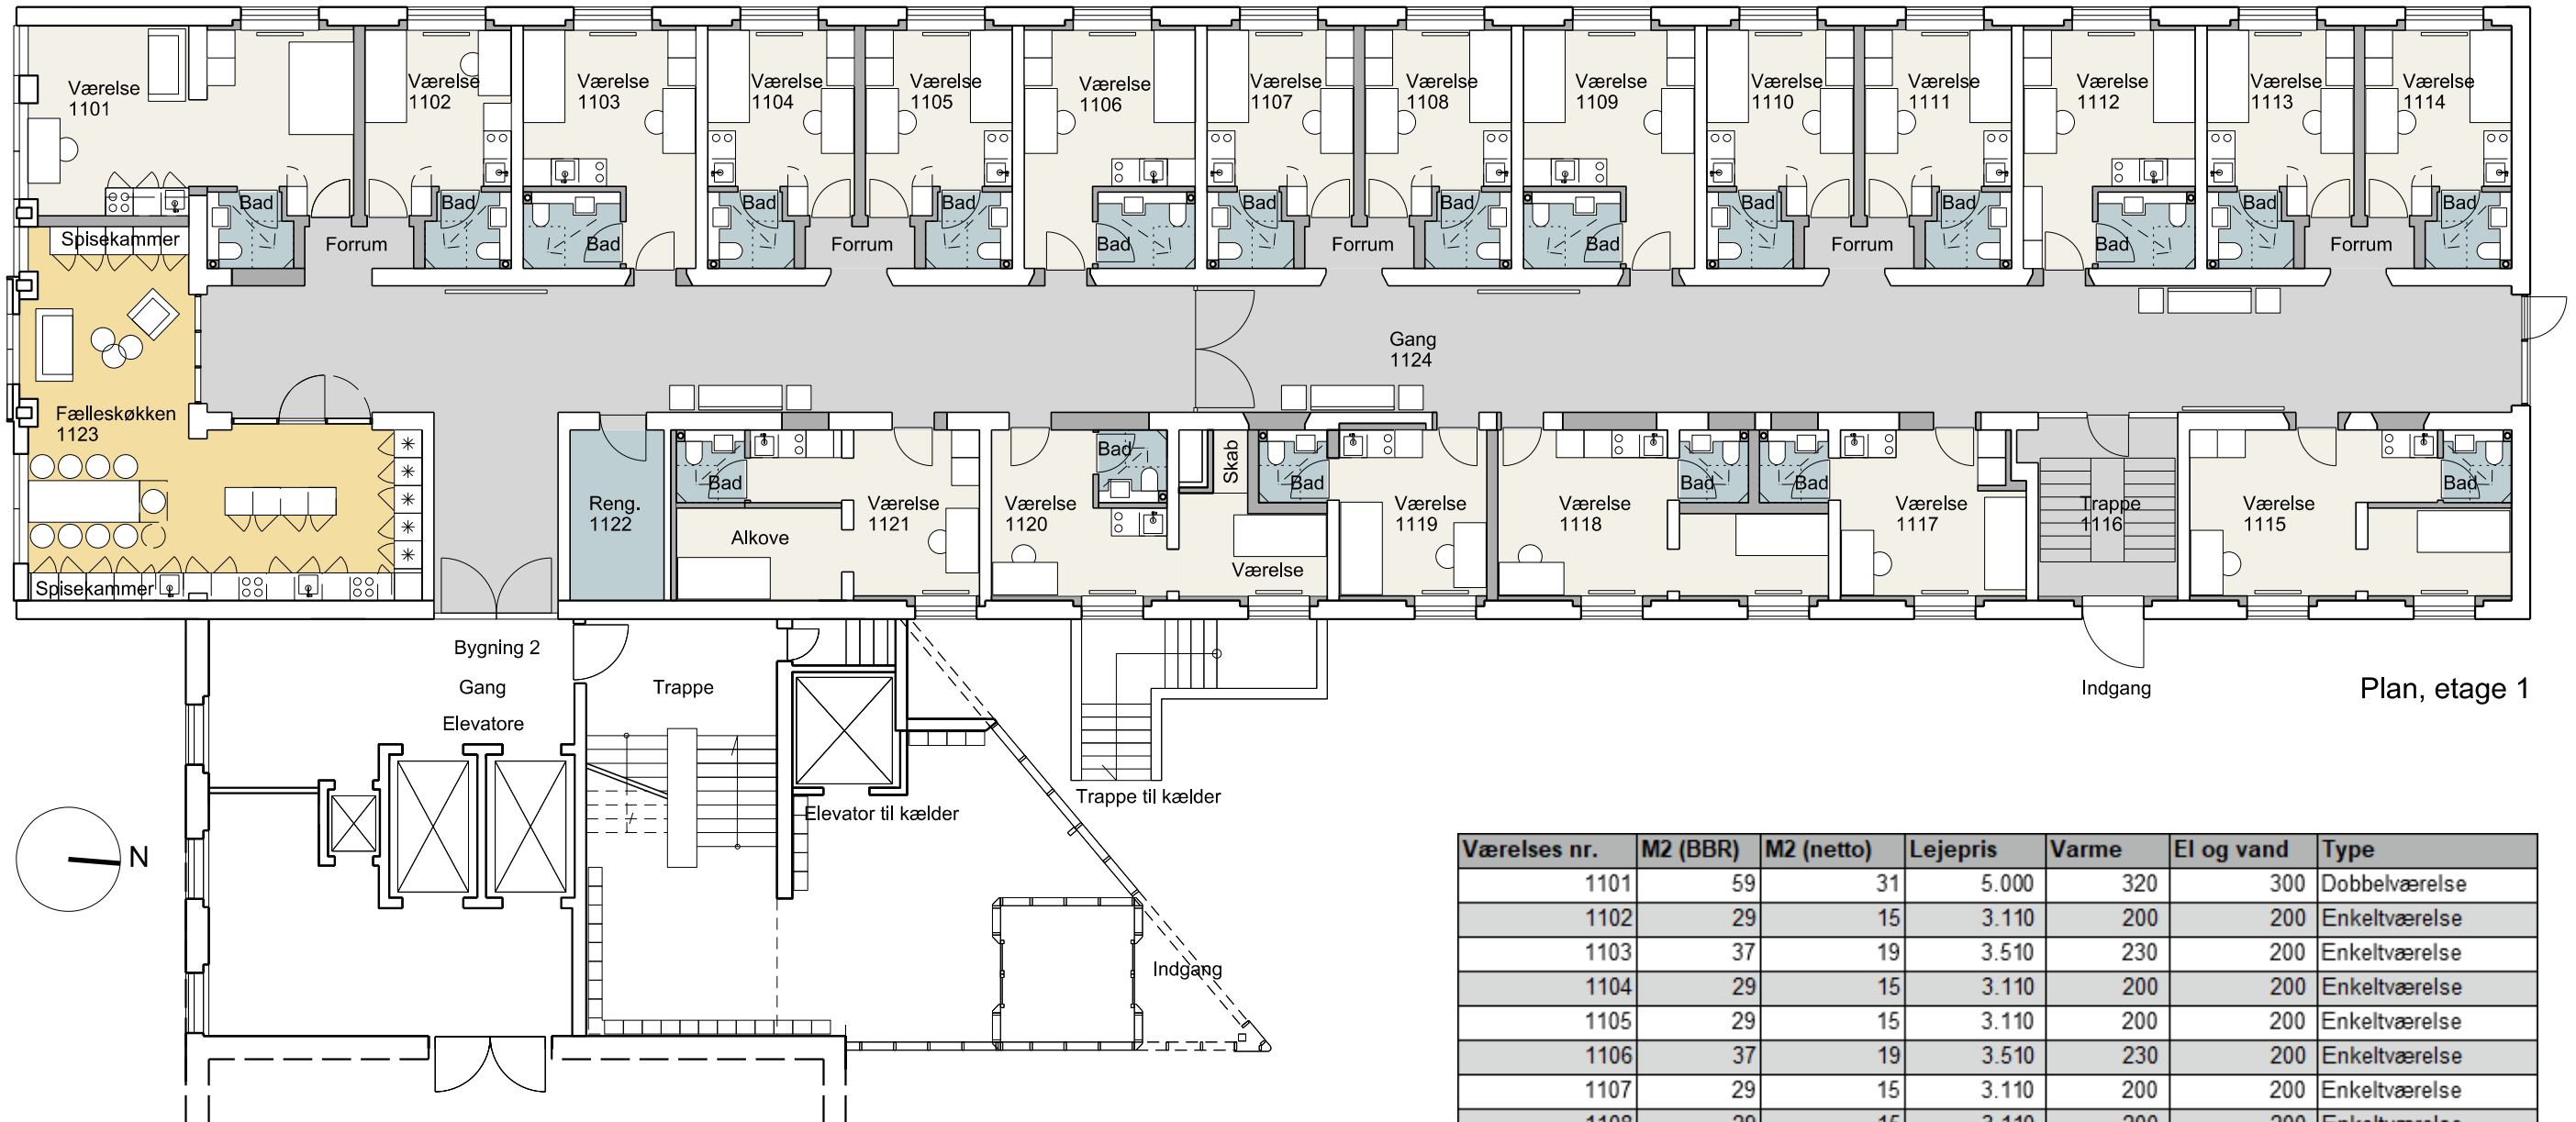 Værelse
1101
Værelse
1102
Værelse
1103
Værelse
1104
Værelse
1105
Værelse
1106
Værelse
1107
Værelse
1108
Værelse
1109
Værelse
1110
Værelse
1111
Værelse
1112
Værelse
1113
Værelse
1114
Bad
Bad
Bad
Bad
Bad
Bad
Bad
Bad
Bad
Bad
Bad
Bad
Bad
Bad
Spisekammer
Forrum
Forrum
Forrum
Forrum
Forrum
Gang
1124
Fælleskøkken
1123
Spisekammer
Reng.
1122
Bad
Alkove
Værelse
1121
Værelse
1120
Bad
Skab
Værelse
Bad
Værelse
1119
Værelse
1118
Bad
Bad
Værelse
1117
Trappe
1116
Værelse
1115
Bad
Bygning 2
Gang
Elevatore
Trappe
Elevator til kælder
Trappe til kælder
Indgang
Indgang
Plan, etage 1
N
Værelses nr. M2 (BBR) M2 (netto) Lejepris Varme El og vand Type
1101 59 31 5.000 320 300 Dobbelværelse
1102 29 15 3.110 200 200 Enkeltværelse
1103 37 19 3.510 230 200 Enkeltværelse
1104 29 15 3.110 200 200 Enkeltværelse
1105 29 15 3.110 200 200 Enkeltværelse
1106 37 19 3.510 230 200 Enkeltværelse
1107 29 15 3.110 200 200 Enkeltværelse
1108 29 15 3.110 200 200 Enkeltværelse